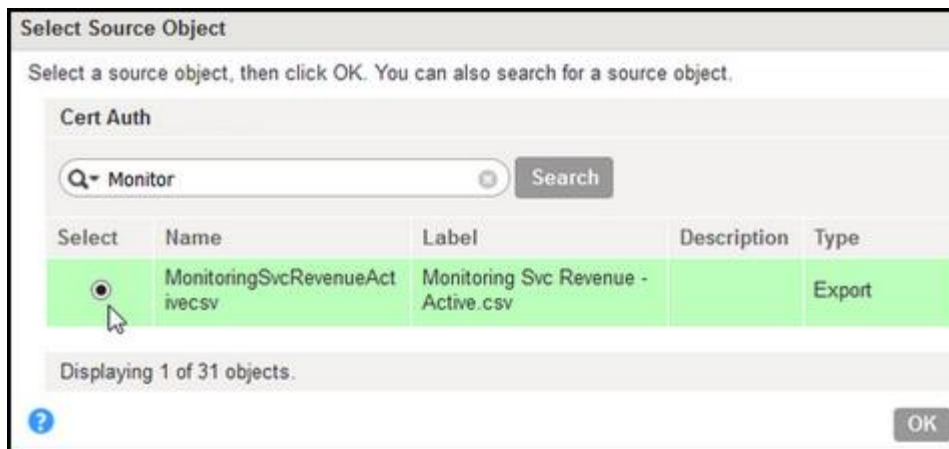 Select Source Object
Select a source object, then click OK. You can also search for a source object.
Cert Auth
Monitor
Search
Select Name Label Description Type
MonitoringSvcRevenueAct Monitoring Svc Revenue - Export
ivecsv Active.csv
Displaying 1 of 31 objects.
?
OK